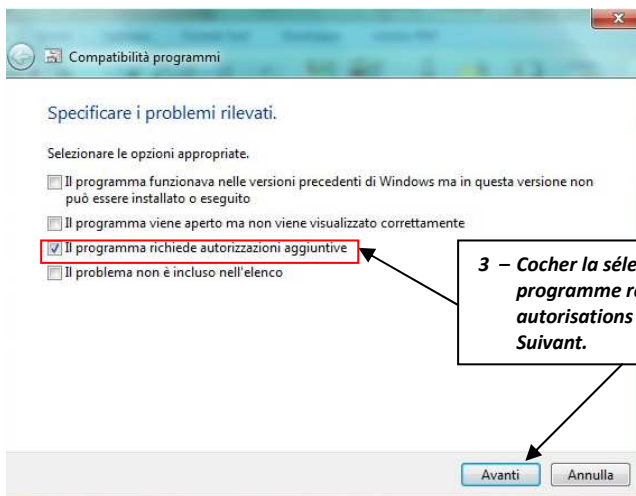 Compatibilità programmi
Specificare i problemi rilevati.
Selezionare le opzioni appropriate.
Il programma funzionava nelle versioni precedenti di Windows ma in questa versione non
può essere installato o eseguito
Il programma viene aperto ma non viene visualizzato correttamente
Il programma richiede autorizzazioni aggiuntive
Il problema non è incluso nell'elenco
3 – Cocher la
programme
autorisations
Suivant.
Avanti Annulla